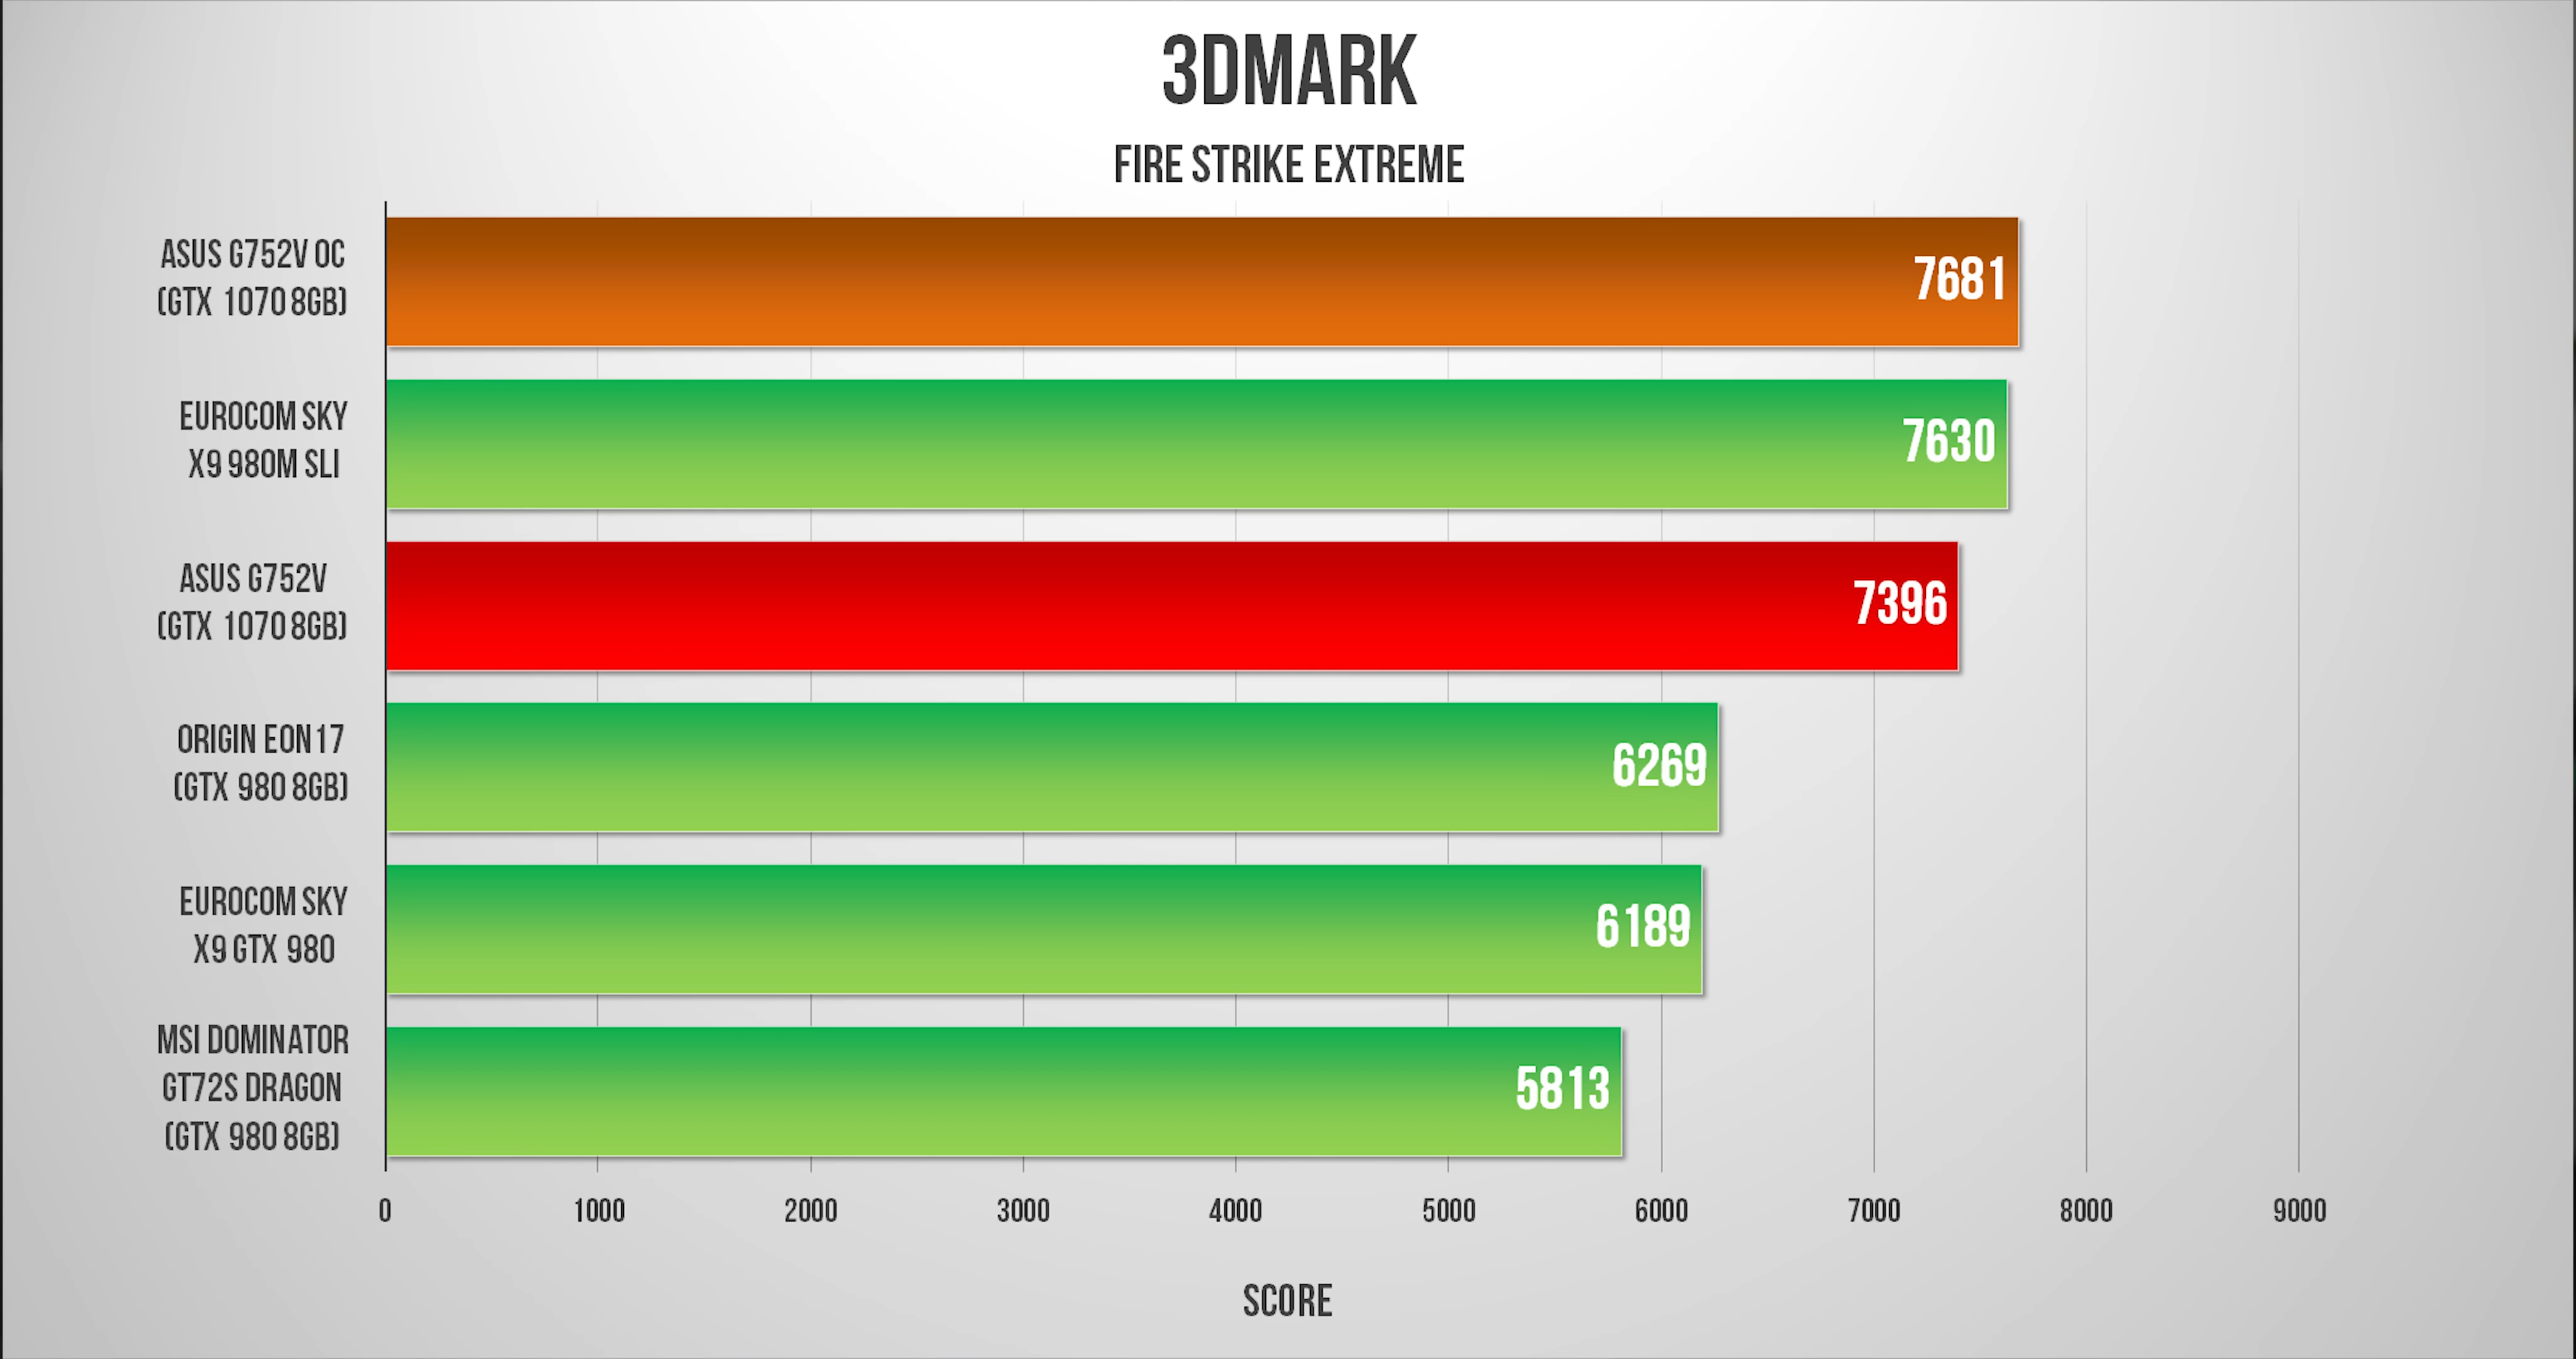 3DMARK
FIRE STRIKE EXTREME
ASUS G752V OC
(GTX 1070 8GB)
7681
EUROCOM SKY
X9 980M SLI
7630
ASUS G752V
(GTX 1070 8GB)
7396
ORIGIN EON17
(GTX 980 8GB)
6269
EUROCOM SKY
X9 GTX 980
6189
MSI DOMINATOR
GT72S DRAGON
(GTX 980 8GB)
5813
0 1000 2000 3000 4000 5000 6000 7000 8000 9000
SCORE